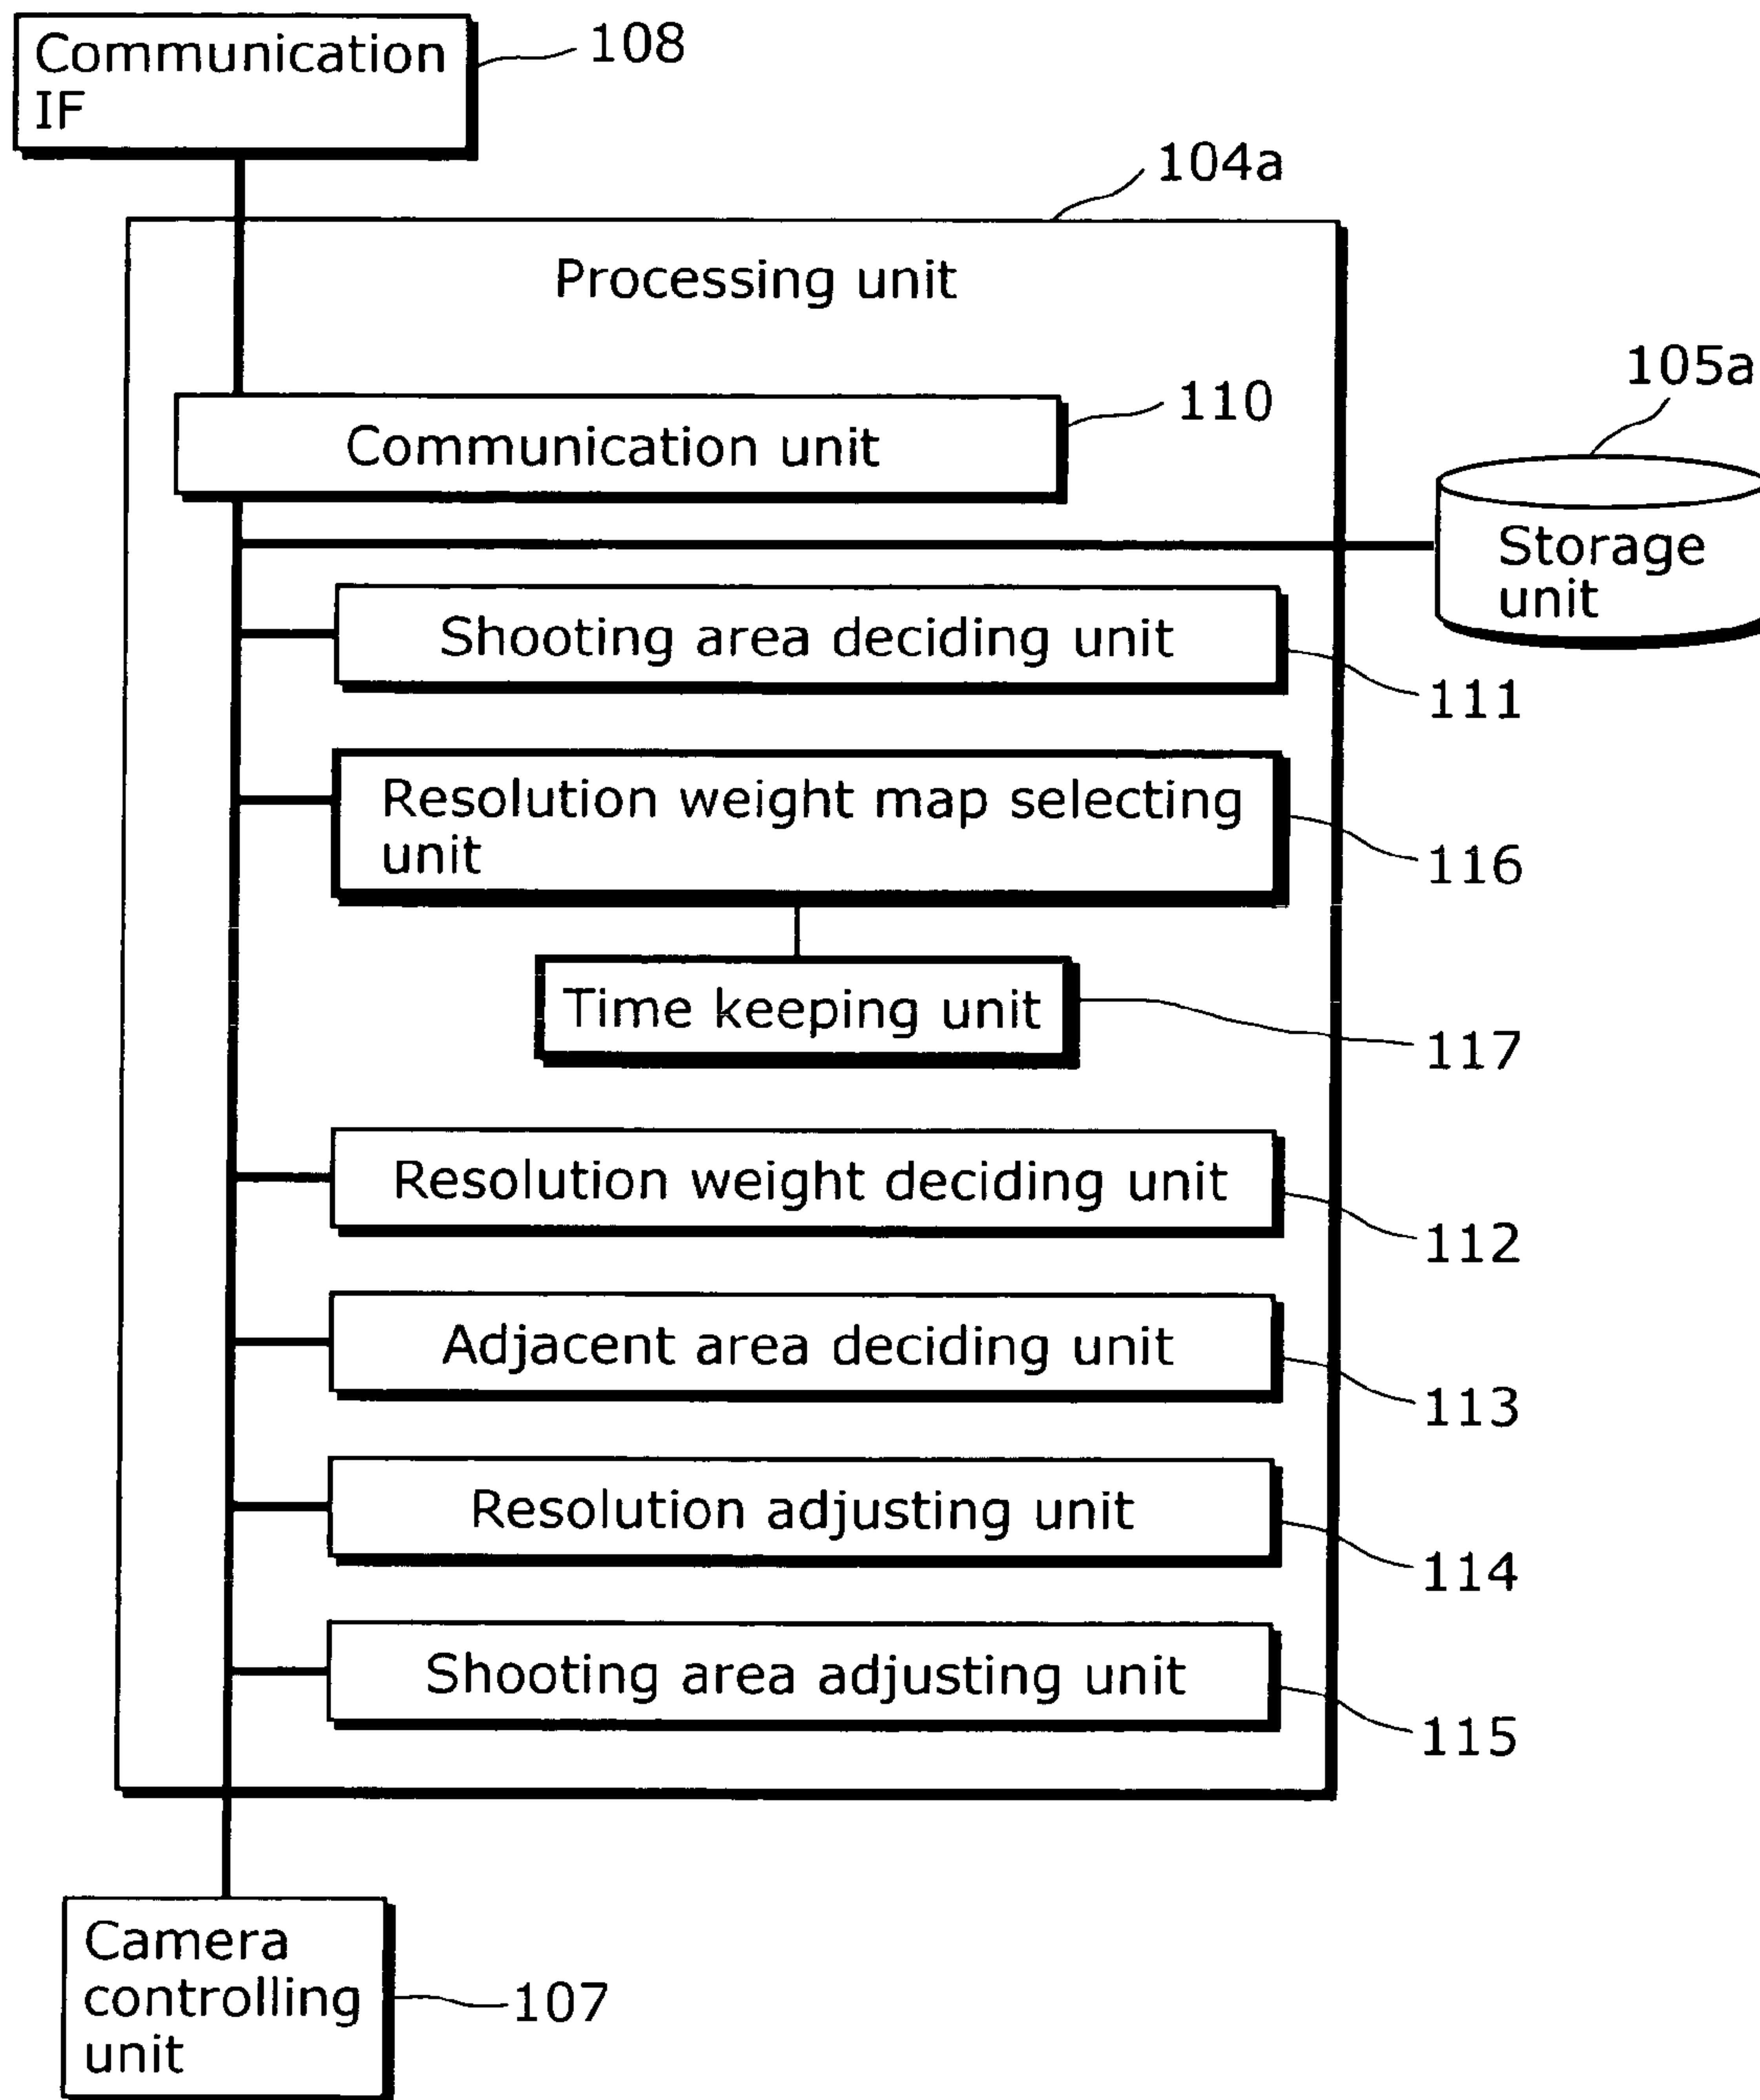 Communication
IF
108
104a
Processing unit
105a
Communication unit
110
Storage
unit
Shooting area deciding unit
111
Resolution weight map selecting
unit
116
Time keeping unit
117
Resolution weight deciding unit
112
Adjacent area deciding unit
113
Resolution adjusting unit
114
Shooting area adjusting unit
115
Camera
controlling
unit
107